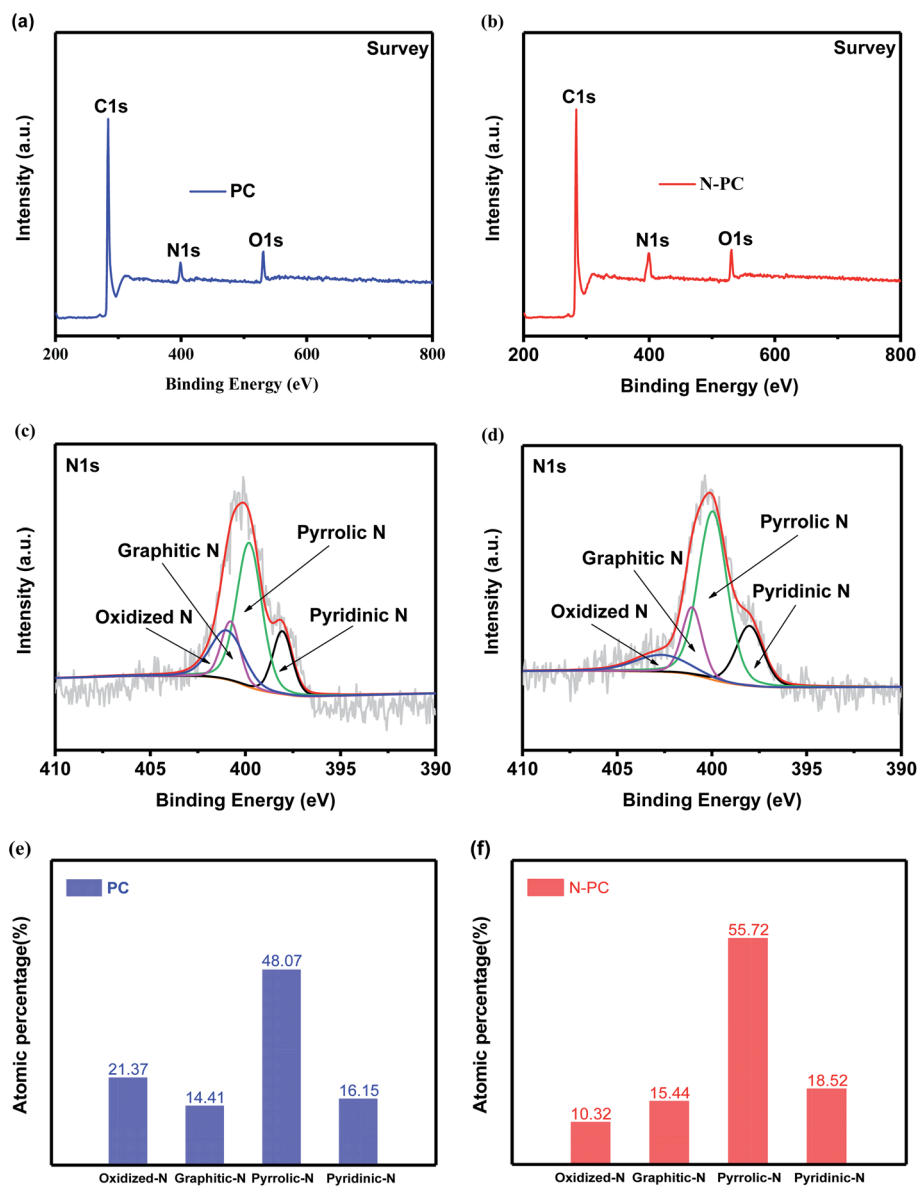 (a)
Survey
C1s
PC
N1s
O1s
Intensity (a.u.)
200 300 400 500 600 700 800
Binding Energy (eV)
(b)
Survey
C1s
N-PC
N1s
O1s
Intensity (a.u.)
200 400 600 800
Binding Energy (eV)
(c)
N1s
Graphitic N
Pyrrolic N
Oxidized N
Pyridinic N
Intensity (a.u.)
410 405 400 395 390
Binding Energy (eV)
(d)
N1s
Pyrrolic N
Graphitic N
Oxidized N
Pyridinic N
Intensity (a.u.)
410 405 400 395 390
Binding Energy (eV)
(e)
PC
48.07
21.37
14.41
16.15
Atomic percentage(%)
Oxidized-N Graphitic-N Pyrrolic-N Pyridinic-N
(f)
N-PC
55.72
10.32
15.44
18.52
Atomic percentage(%)
Oxidized-N Graphitic-N Pyrrolic-N Pyridinic-N